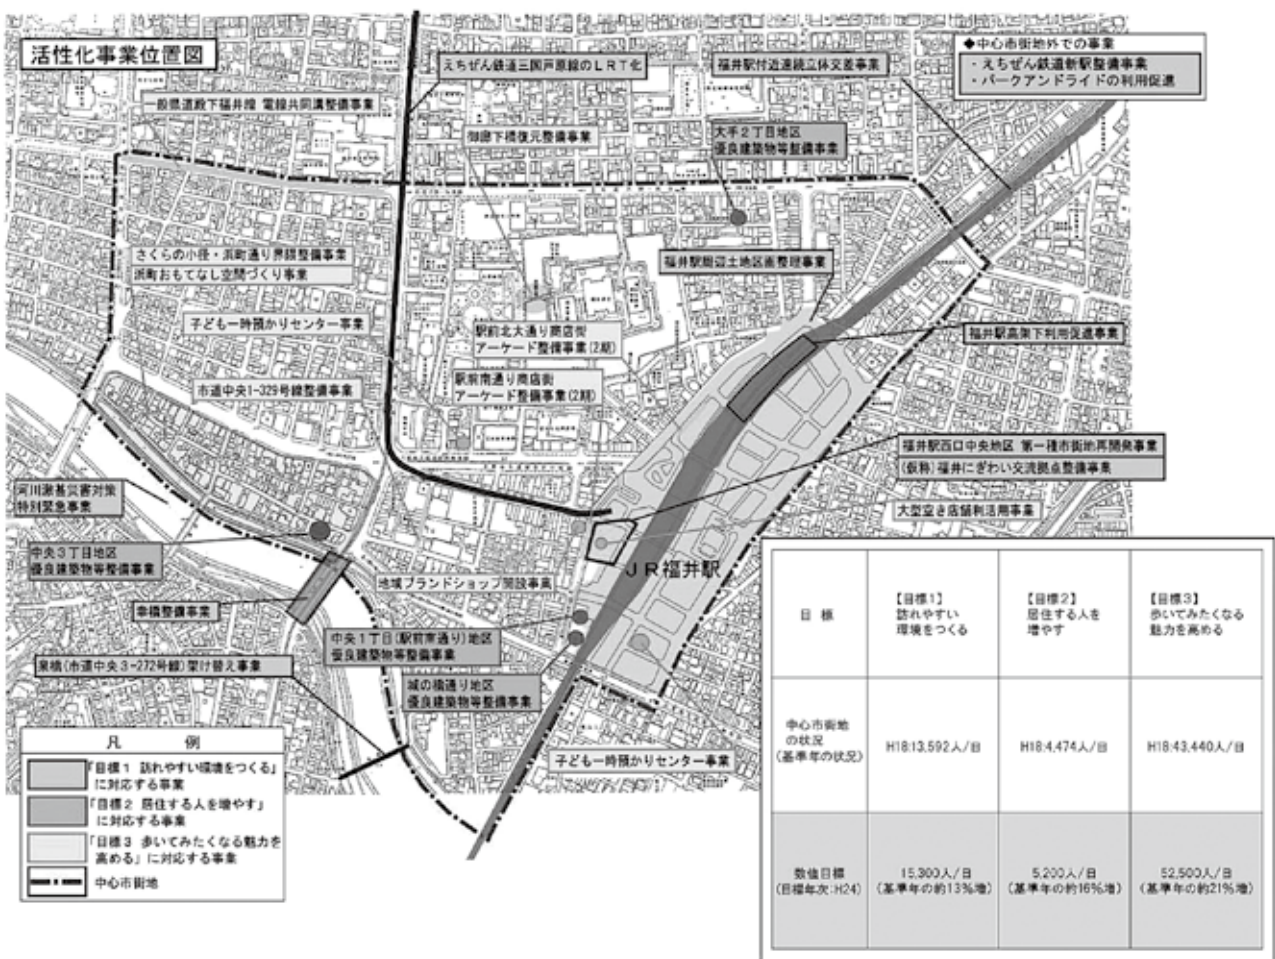 活性化事業位置図
えちぜん鉄道三国芦原線のLRT化
福井駅付近連続立体交差事業
◆中心市街地外での事業
・えちぜん鉄道新駅整備事業
・パークアンドライドの利用促進
一般県道殿下福井線 電線共同溝整備事業
御廊下橋復元整備事業
大手2丁目地区
優良建築物等整備事業
さくらの小径・浜町通り界隈整備事業
浜町おもてなし空間づくり事業
福井駅周辺土地区画整理事業
子ども一時預かりセンター事業
駅前北大通り商店街
アーケード整備事業(2期)
福井駅高架下利用促進事業
市道中央1-329号線整備事業
駅前南通り商店街
アーケード整備事業(2期)
福井駅西口中央地区 第一種市街地再開発事業
(仮称)福井にぎわい交流拠点整備事業
河川激甚災害対策
特別緊急事業
大型空き店舗利活用事業
中央3丁目地区
優良建築物等整備事業
JR福井駅
地域ブランドショップ開設事業
幸橋整備事業
中央1丁目(駅前南通り)地区
優良建築物等整備事業
泉橋(市道中央3-272号線)架け替え事業
城の橋通り地区
優良建築物等整備事業
子ども一時預かりセンター事業
凡 例
「目標1 訪れやすい環境をつくる」
に対応する事業
「目標2 居住する人を増やす」
に対応する事業
「目標3 歩いてみたくなる魅力を
高める」に対応する事業
中心市街地
目 標
【目標1】
訪れやすい
環境をつくる
【目標2】
居住する人を
増やす
【目標3】
歩いてみたくなる
魅力を高める
中心市街地
の状況
(基準年の状況)
H18:13,592人/日
H18:4,474人/日
H18:43,440人/日
数値目標
(目標年次:H24)
15,300人/日
(基準年の約13%増)
5,200人/日
(基準年の約16%増)
52,500人/日
(基準年の約21%増)